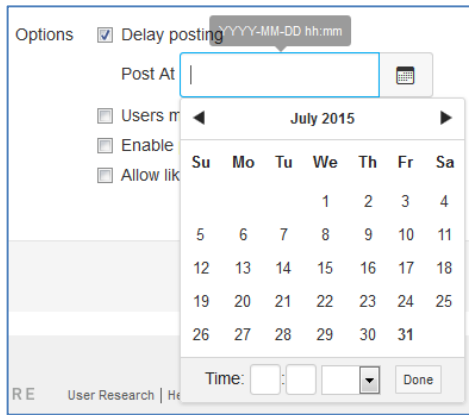 Options Delay posting YYYY-MM-DD hh:mm
Post At
Users
Enable
Allow
July 2015
Su Mo Tu We Th Fr Sa
1 2 3 4
5 6 7 8 9 10 11
12 13 14 15 16 17 18
19 20 21 22 23 24 25
26 27 28 29 30 31
Time: : Done
RE User Research |